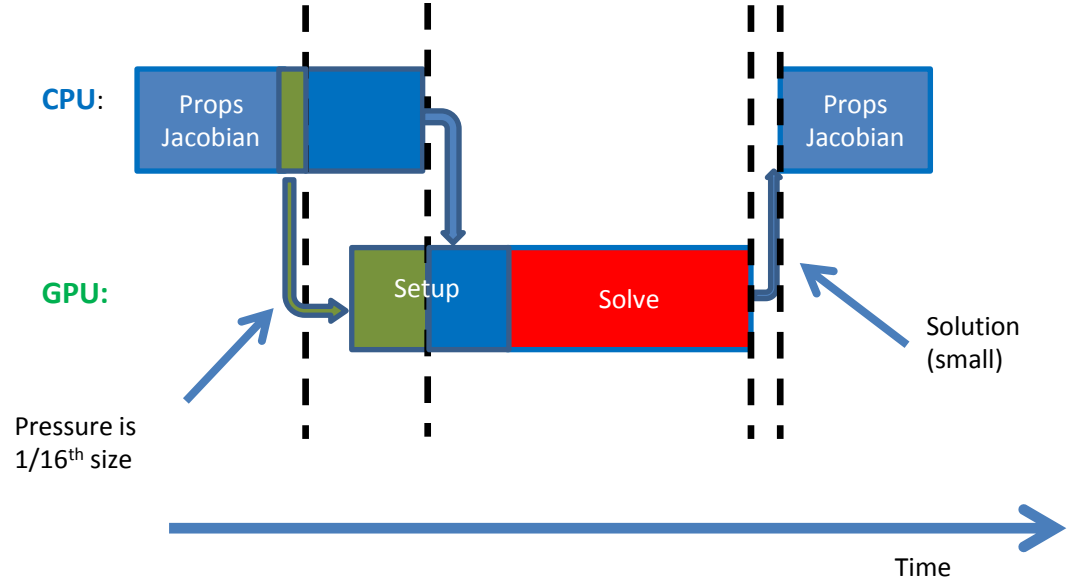 CPU:
Props
Jacobian
Props
Jacobian
GPU:
Setup
Solve
Solution
(small)
Pressure is
1/16th size
Time